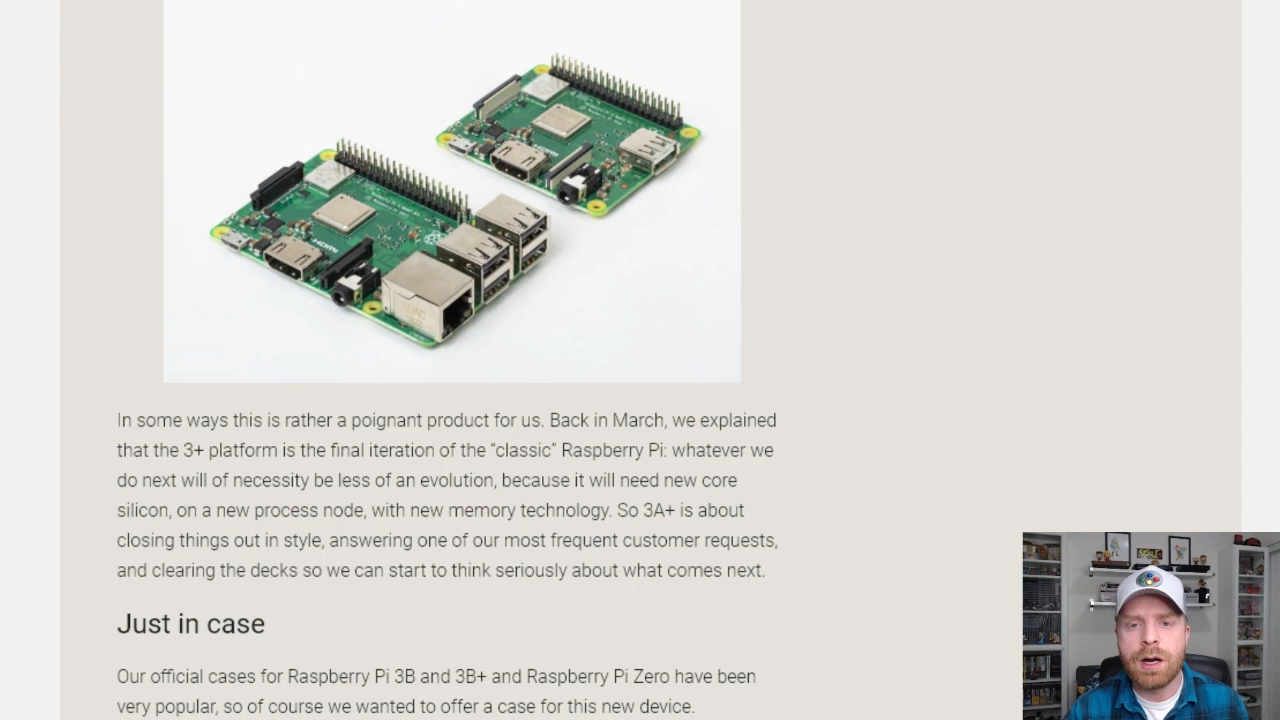 HDMI
HDMI
In some ways this is rather a poignant product for us. Back in March, we explained
that the 3+ platform is the final iteration of the “classic” Raspberry Pi: whatever we
do next will of necessity be less of an evolution, because it will need new core
silicon, on a new process node, with new memory technology. So 3A+ is about
closing things out in style, answering one of our most frequent customer requests,
and clearing the decks so we can start to think seriously about what comes next.
Just in case
Our official cases for Raspberry Pi 3B and 3B+ and Raspberry Pi Zero have been
very popular, so of course we wanted to offer a case for this new device.